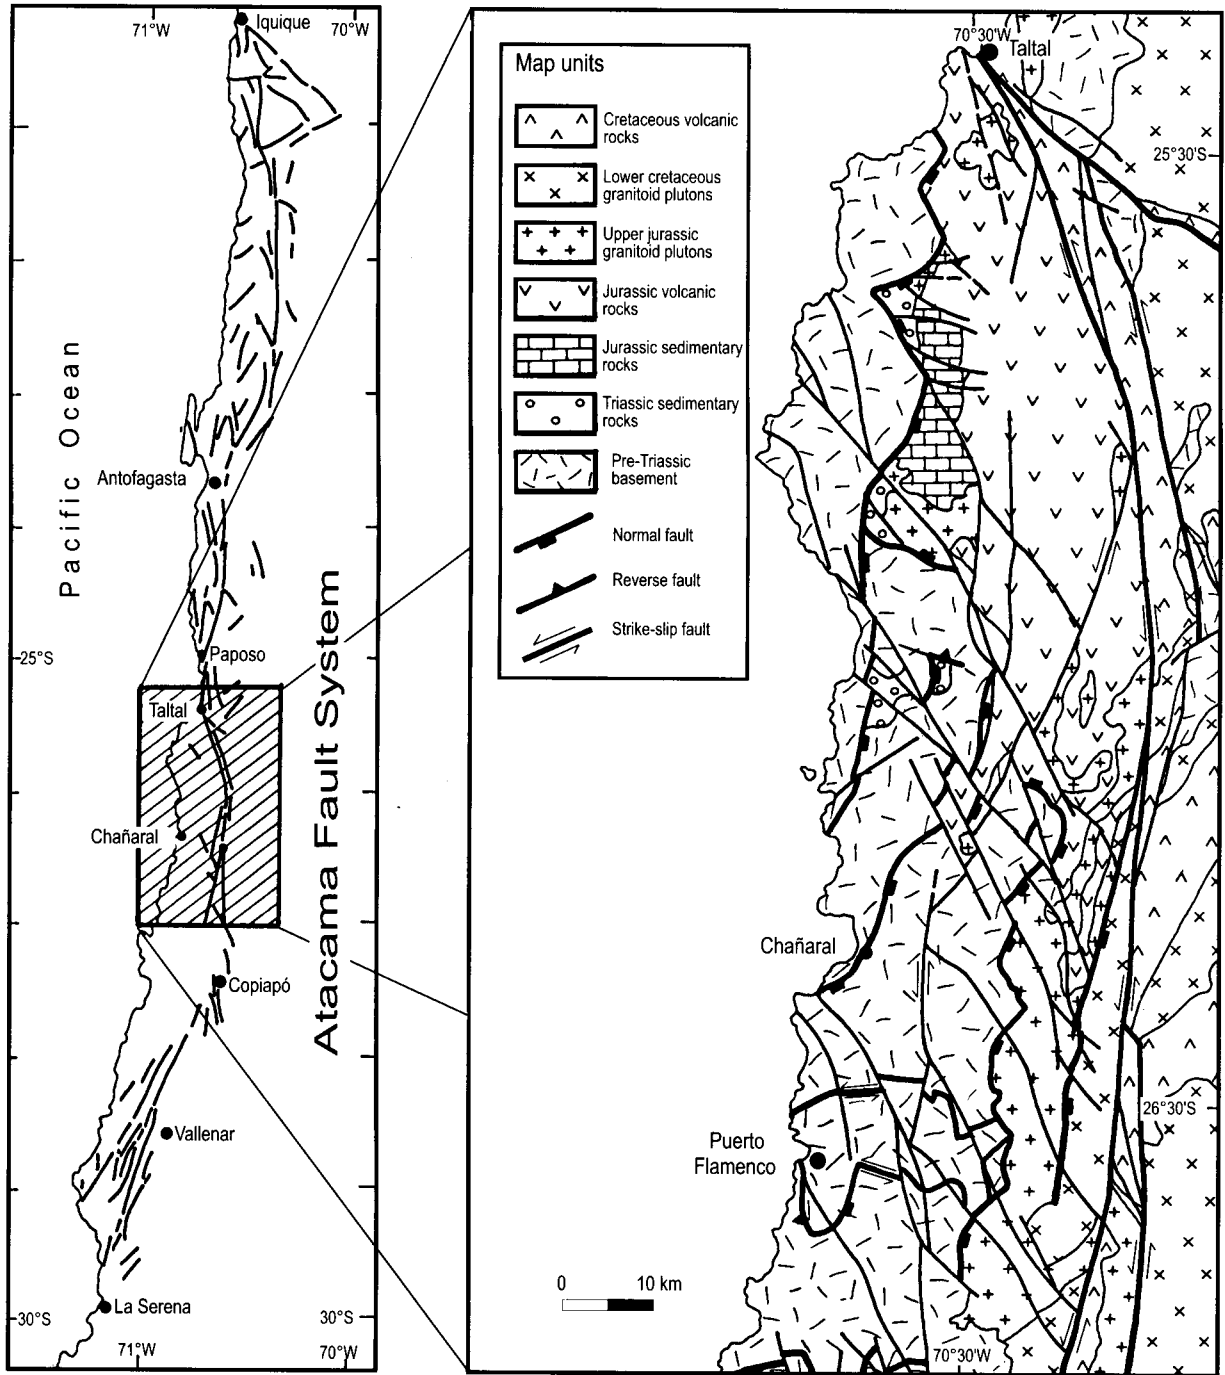 71°W
70°W
Iquique
Pacific Ocean
Antofagasta
25°S
Paposo
Taltal
Chañaral
Atacama Fault System
Copiapó
Vallenar
La Serena
30°S
30°S
71°W
70°W
Map units
Cretaceous volcanic
rocks
Lower cretaceous
granitoid plutons
Upper jurassic
granitoid plutons
Jurassic volcanic
rocks
Jurassic sedimentary
rocks
Triassic sedimentary
rocks
Pre-Triassic
basement
Normal fault
Reverse fault
Strike-slip fault
70°30'W
Taltal
25°30'S
Chañaral
26°30'S
Puerto
Flamenco
0 10 km
70°30'W